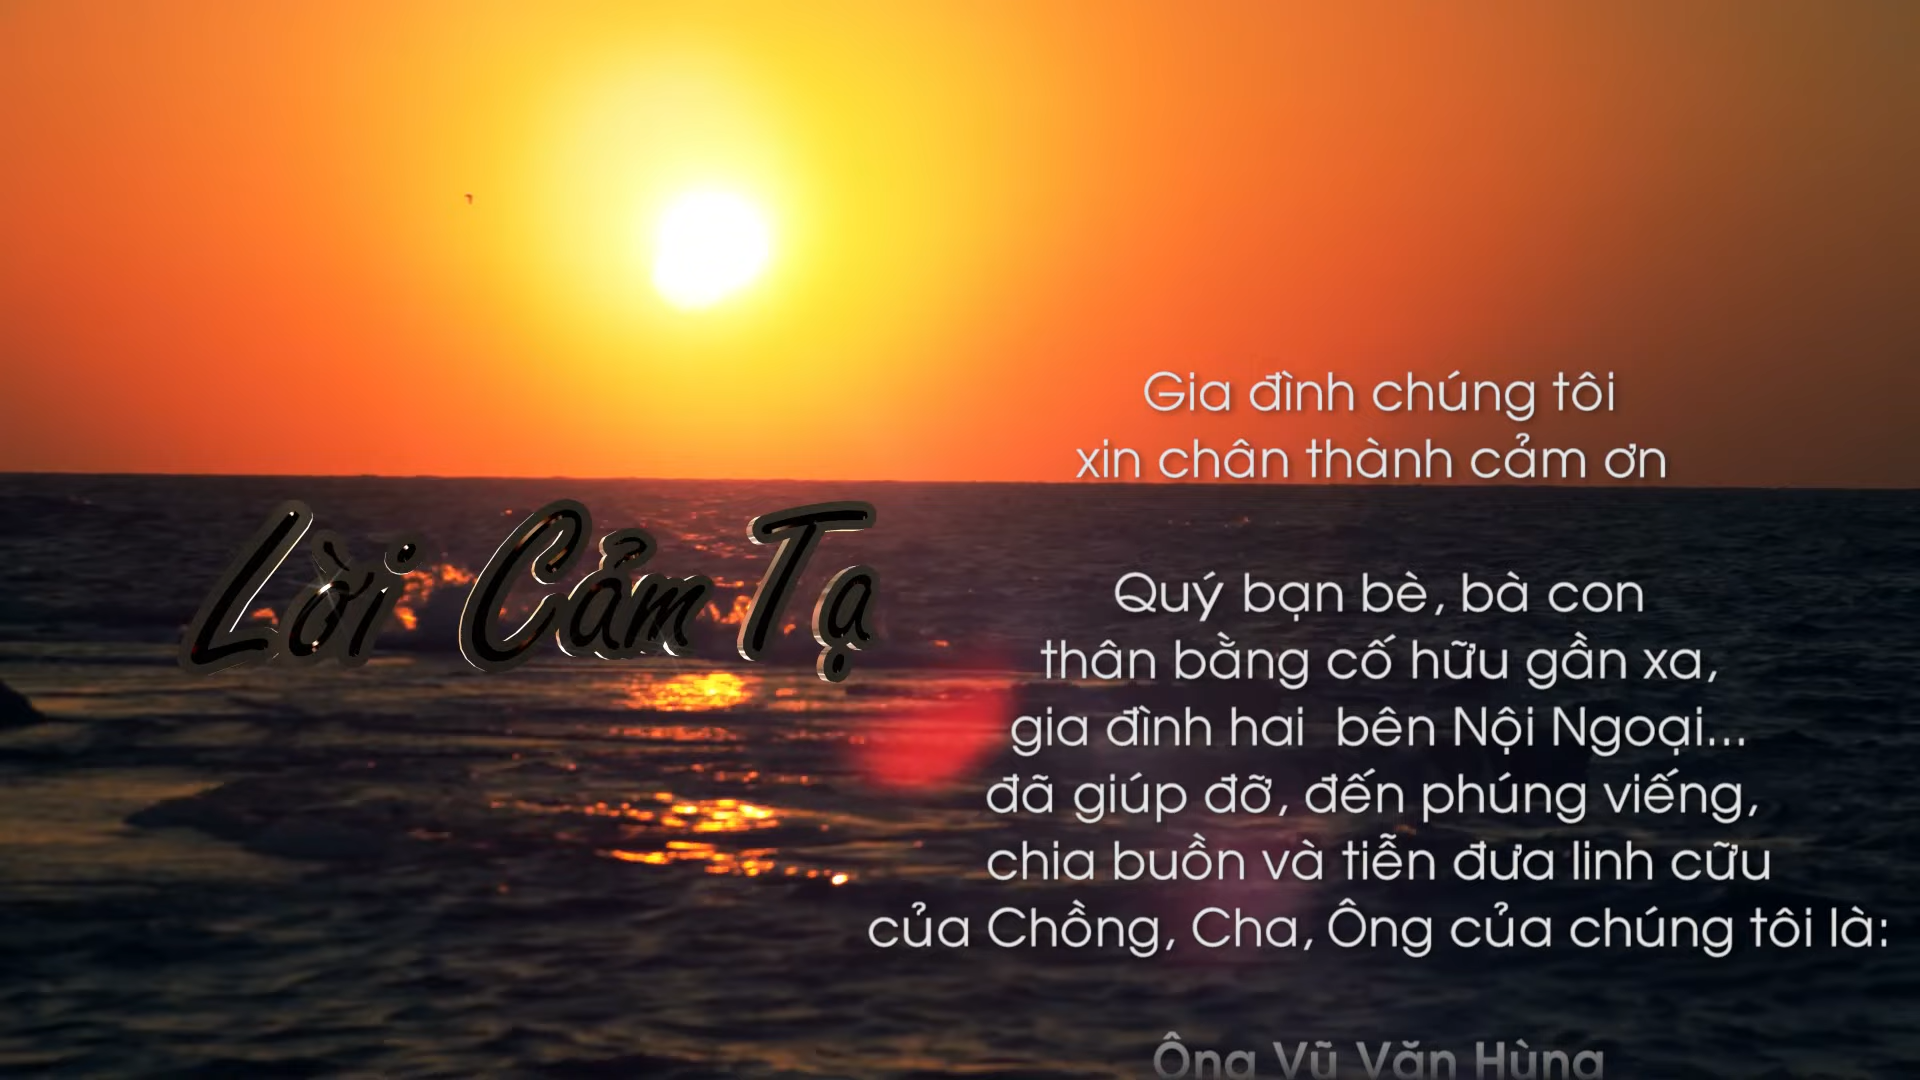 Lời Cảm Tạ
Gia đình chúng tôi
xin chân thành cảm ơn
Quý bạn bè, bà con
thân bằng cố hữu gần xa,
gia đình hai  bên Nội Ngoại...
đã giúp đỡ, đến phúng viếng,
chia buồn và tiễn đưa linh cữu
của Chồng, Cha, Ông của chúng tôi là:
Ông Vũ Văn Hùng